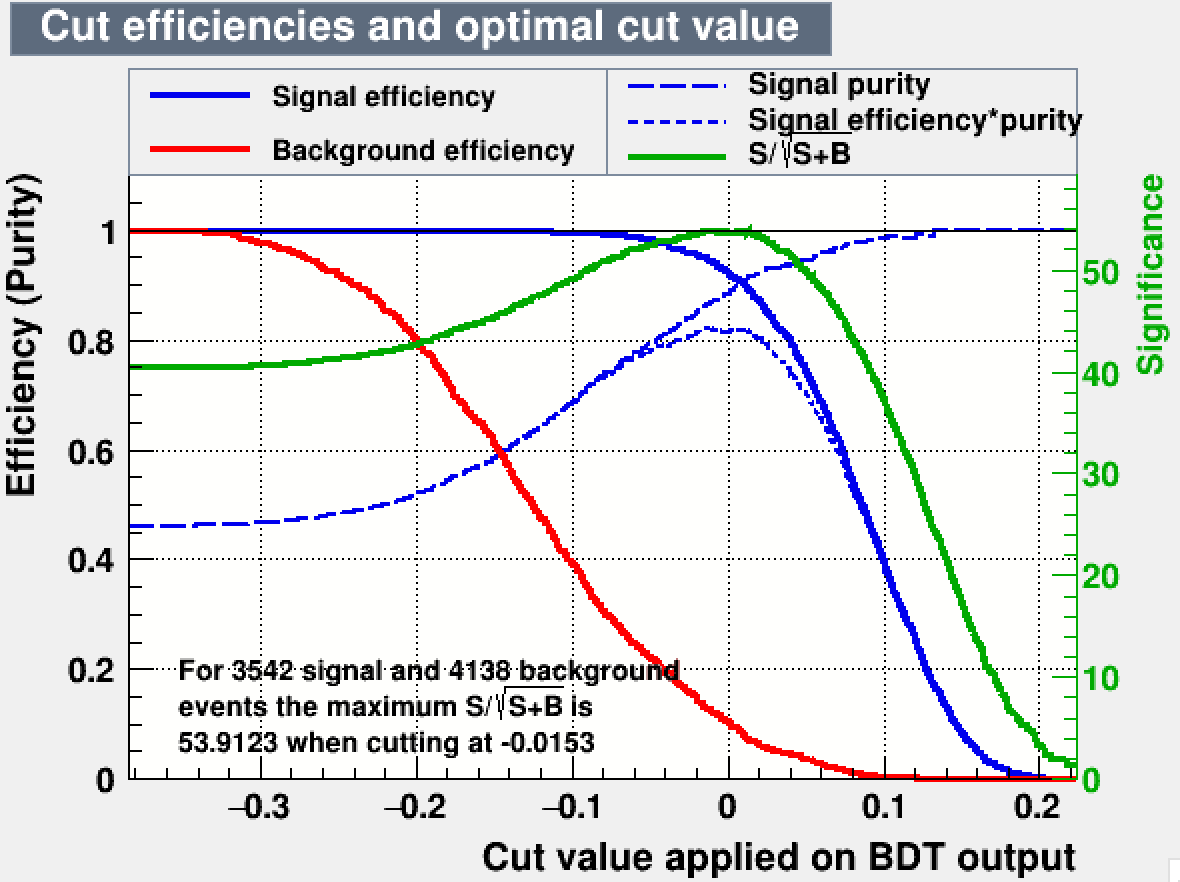 Cut efficiencies and optimal cut value
Signal efficiency
Background efficiency
Signal purity
Signal efficiency*purity
S/√S+B
Efficiency (Purity)
1
0.8
0.6
0.4
0.2
0
Significance
50
40
30
20
10
0
For 3542 signal and 4138 background
events the maximum S/√S+B is
53.9123 when cutting at -0.0153
−0.3 −0.2 −0.1 0 0.1 0.2
Cut value applied on BDT output